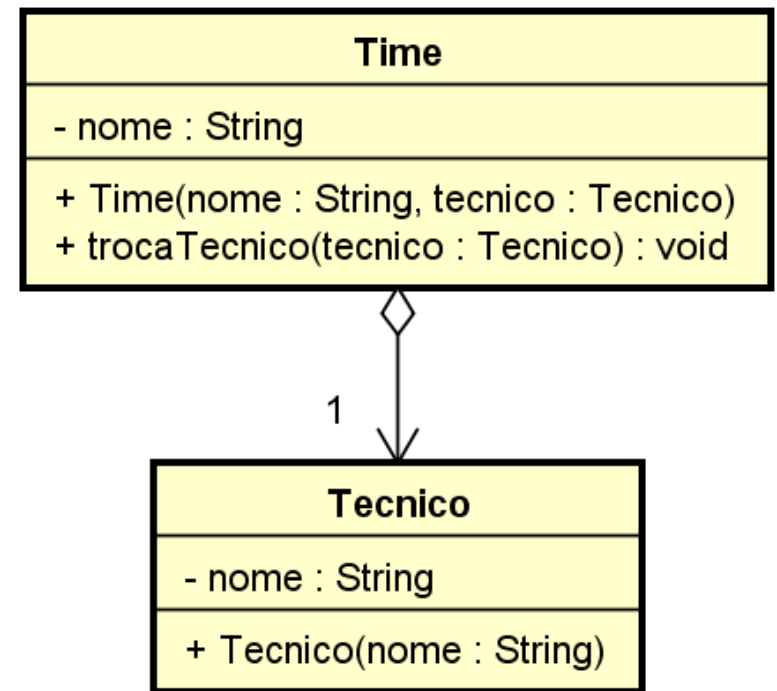 Time
- nome : String
+ Time(nome : String, tecnico : Tecnico)
+ trocaTecnico(tecnico : Tecnico) : void
1
Tecnico
- nome : String
+ Tecnico(nome : String)